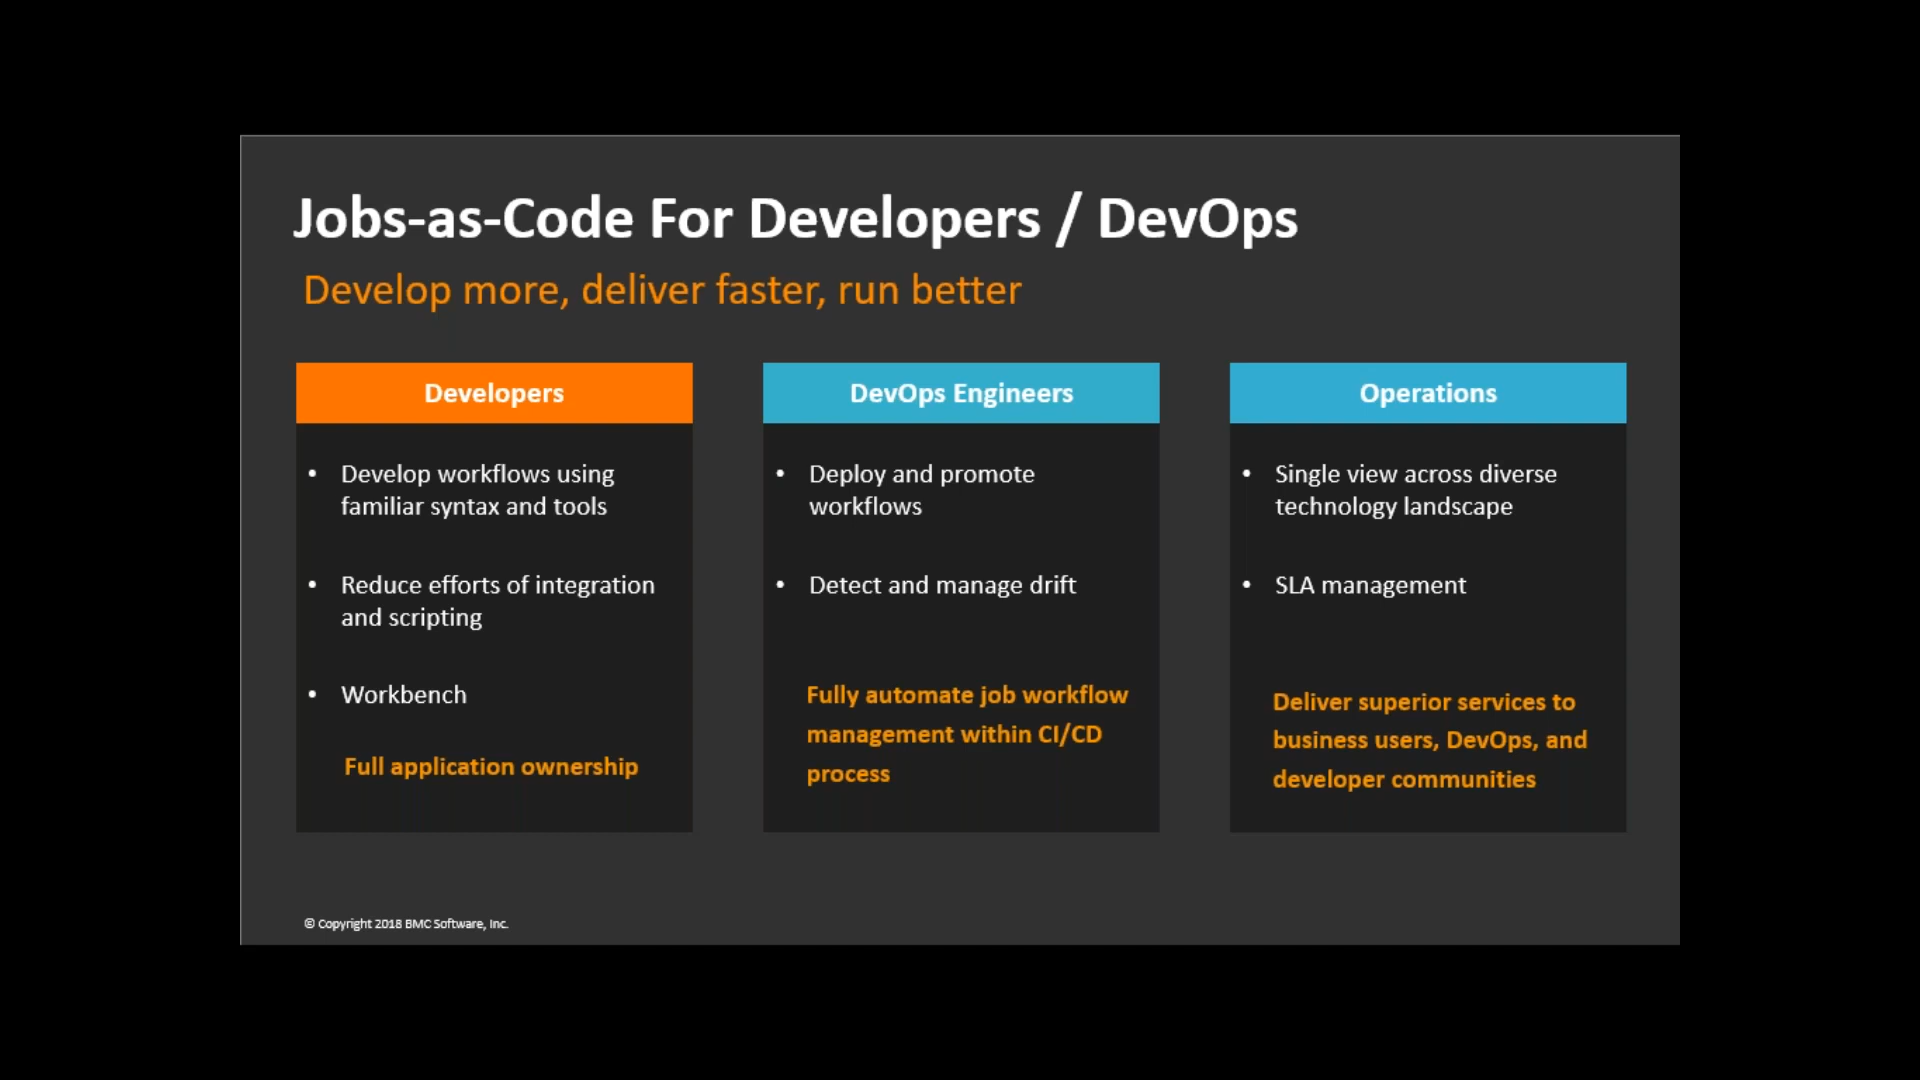 Jobs-as-Code For Developers / DevOps
Develop more, deliver faster, run better
Developers
• Develop workflows using
familiar syntax and tools
• Reduce efforts of integration
and scripting
• Workbench
Full application ownership
DevOps Engineers
• Deploy and promote
workflows
• Detect and manage drift
Fully automate job workflow
management within CI/CD
process
Operations
• Single view across diverse
technology landscape
• SLA management
Deliver superior services to
business users, DevOps, and
developer communities
© Copyright 2018 BMC Software, Inc.